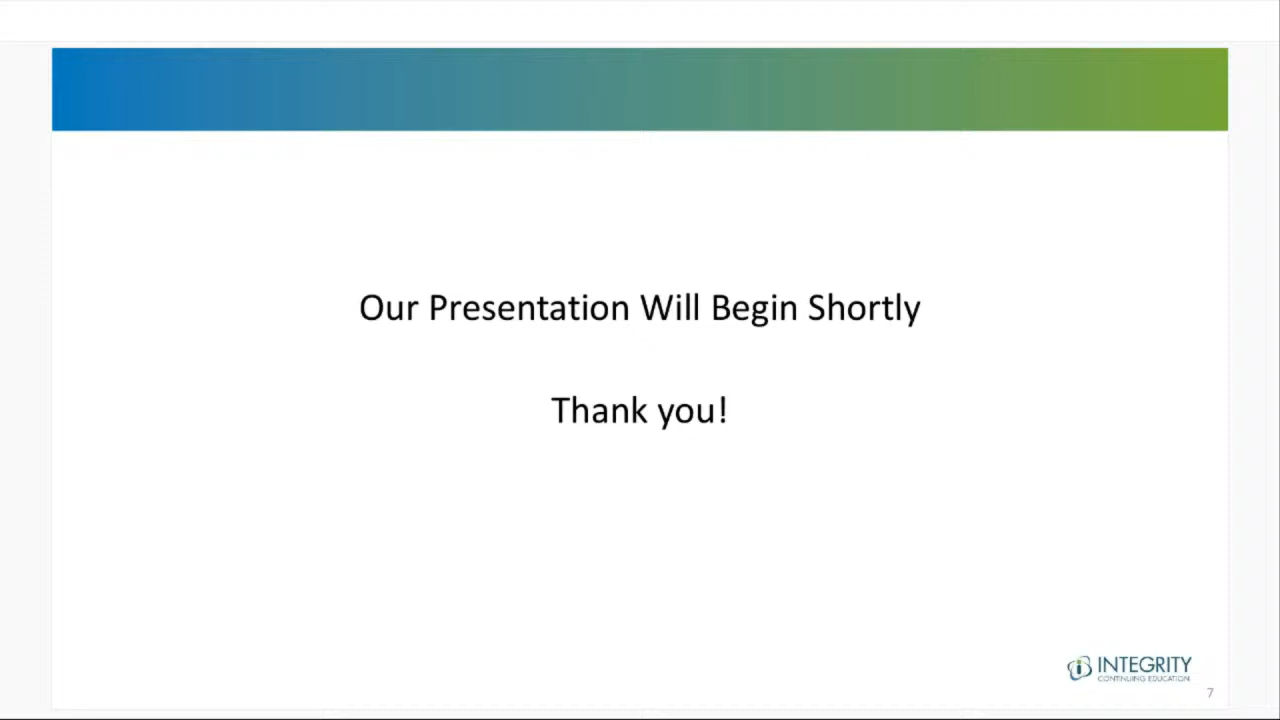 Our Presentation Will Begin Shortly
Thank you!
INTEGRITY
CONTINUING EDUCATION
7